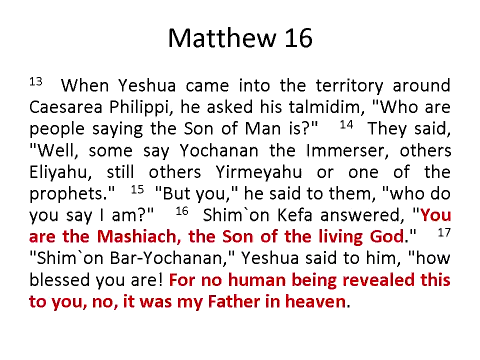 Matthew 16
13 When Yeshua came into the territory around
Caesarea Philippi, he asked his talmidim, "Who are
people saying the Son of Man is?" 14 They said,
"Well, some say Yochanan the Immerser, others
Eliyahu, still others Yirmeyahu or one of the
prophets." 15 "But you," he said to them, "who do
you say I am?" 16 Shim`on Kefa answered, "You
are the Mashiach, the Son of the living God." 17
"Shim`on Bar-Yochanan," Yeshua said to him, "how
blessed you are! For no human being revealed this
to you, no, it was my Father in heaven.